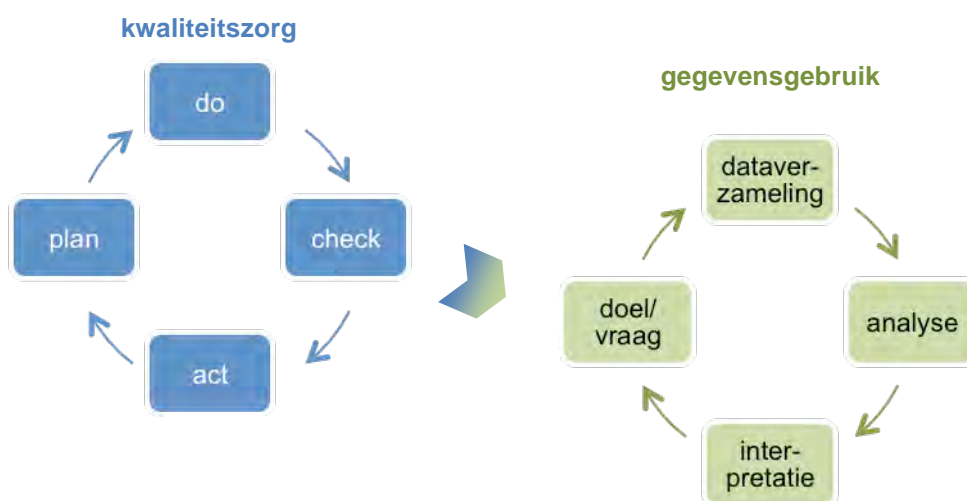 kwaliteitszorg
do
plan
check
act
gegevensgebruik
dataver-
zameling
doel/
vraag
analyse
inter-
pretatie